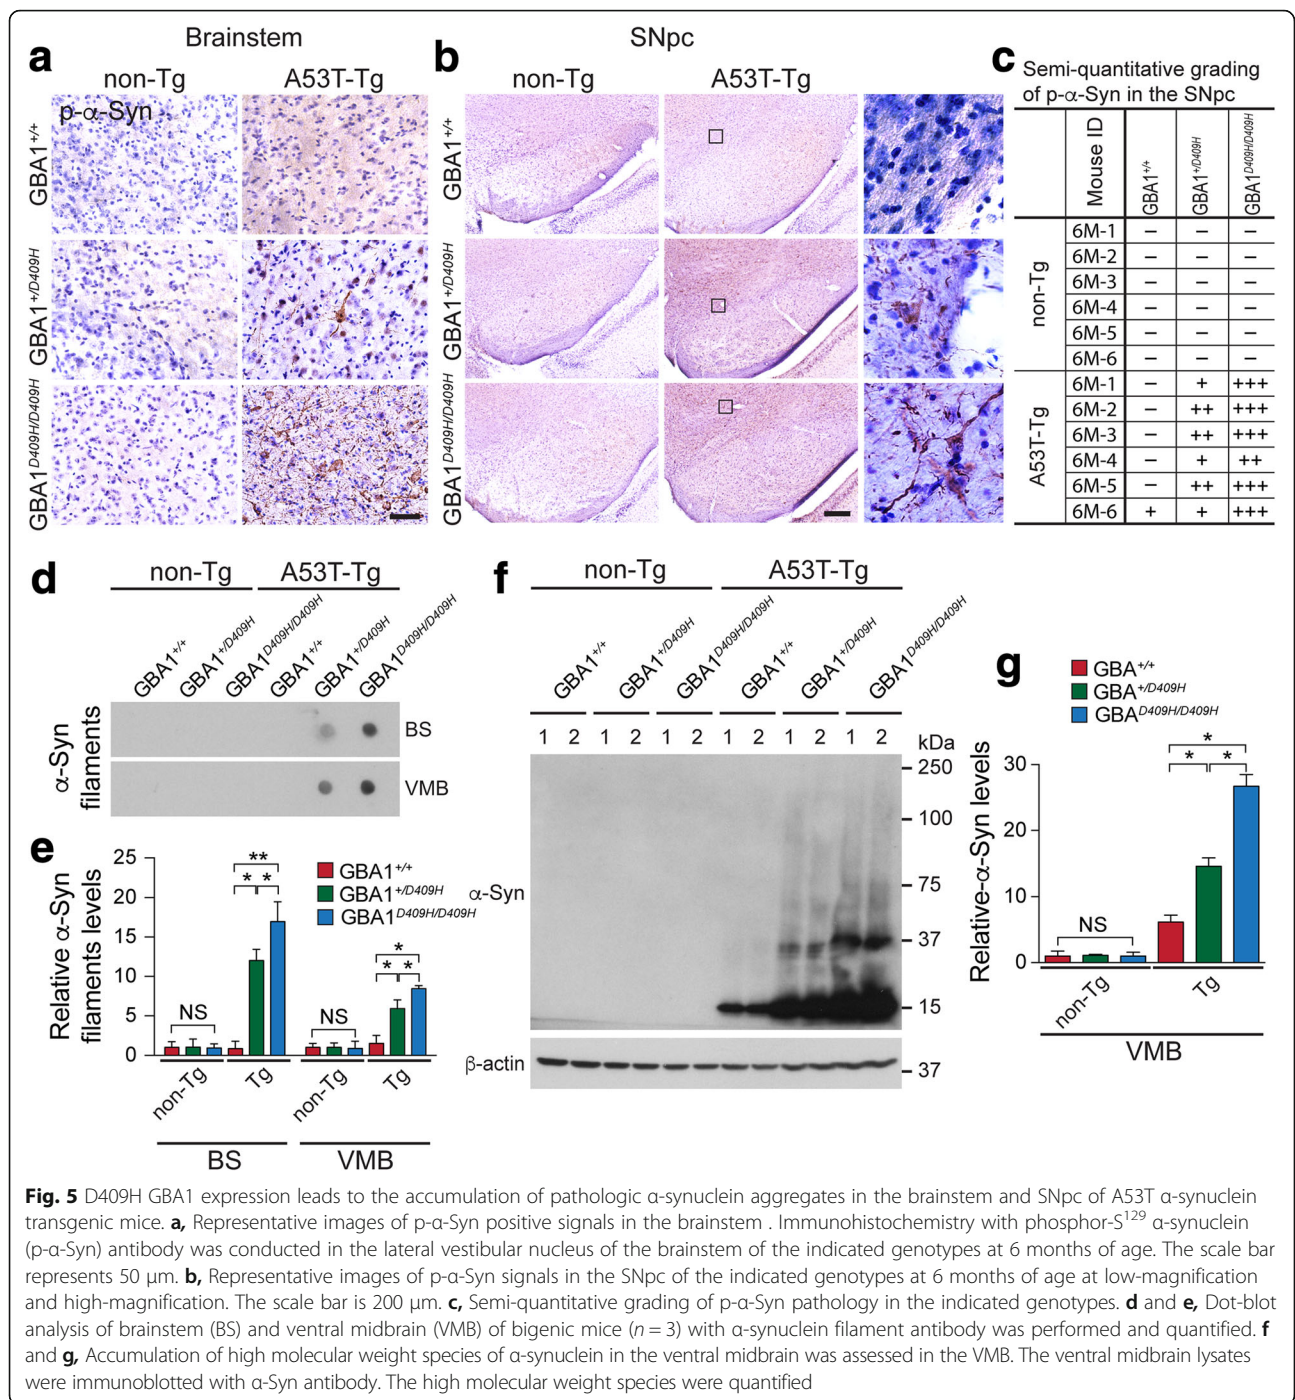 Brainstem
a
non-Tg
A53T-Tg
p-α-Syn
GBA1+/+
GBA1+/D409H
GBA1D409H/D409H
SNpc
b
non-Tg
A53T-Tg
GBA1+/+
GBA1+/D409H
GBA1D409H/D409H
c
Semi-quantitative grading
of p-α-Syn in the SNpc
Mouse ID GBA1+/+ GBA1+/D409H GBA1D409H/D409H
non-Tg
6M-1 – – –
6M-2 – – –
6M-3 – – –
6M-4 – – –
6M-5 – – –
6M-6 – – –
A53T-Tg
6M-1 – + +++
6M-2 – ++ +++
6M-3 – ++ +++
6M-4 – + ++
6M-5 – ++ +++
6M-6 + + +++
d
non-Tg A53T-Tg
GBA1+/+ GBA1+/D409H GBA1D409H/D409H GBA1+/+ GBA1+/D409H GBA1D409H/D409H
α-Syn
filaments
BS
VMB
e
Relative α-Syn
filaments levels
25
20
15
10
5
0
GBA1+/+
GBA1+/D409H
GBA1D409H/D409H
NS
**
* *
NS
*
* *
non-Tg Tg non-Tg Tg
BS VMB
f
non-Tg A53T-Tg
GBA1+/+ GBA1+/D409H GBA1D409H/D409H GBA1+/+ GBA1+/D409H GBA1D409H/D409H
1 2 1 2 1 2 1 2 1 2 1 2 kDa
α-Syn
250
100
75
37
15
β-actin
37
g
GBA+/+
GBA+/D409H
GBAD409H/D409H
Relative-α-Syn levels
30
20
10
0
NS
*
* *
non-Tg Tg
VMB
Fig. 5 D409H GBA1 expression leads to the accumulation of pathologic α-synuclein aggregates in the brainstem and SNpc of A53T α-synuclein
transgenic mice. a, Representative images of p-α-Syn positive signals in the brainstem . Immunohistochemistry with phosphor-S129 α-synuclein
(p-α-Syn) antibody was conducted in the lateral vestibular nucleus of the brainstem of the indicated genotypes at 6 months of age. The scale bar
represents 50 μm. b, Representative images of p-α-Syn signals in the SNpc of the indicated genotypes at 6 months of age at low-magnification
and high-magnification. The scale bar is 200 μm. c, Semi-quantitative grading of p-α-Syn pathology in the indicated genotypes. d and e, Dot-blot
analysis of brainstem (BS) and ventral midbrain (VMB) of bigenic mice (n = 3) with α-synuclein filament antibody was performed and quantified. f
and g, Accumulation of high molecular weight species of α-synuclein in the ventral midbrain was assessed in the VMB. The ventral midbrain lysates
were immunoblotted with α-Syn antibody. The high molecular weight species were quantified